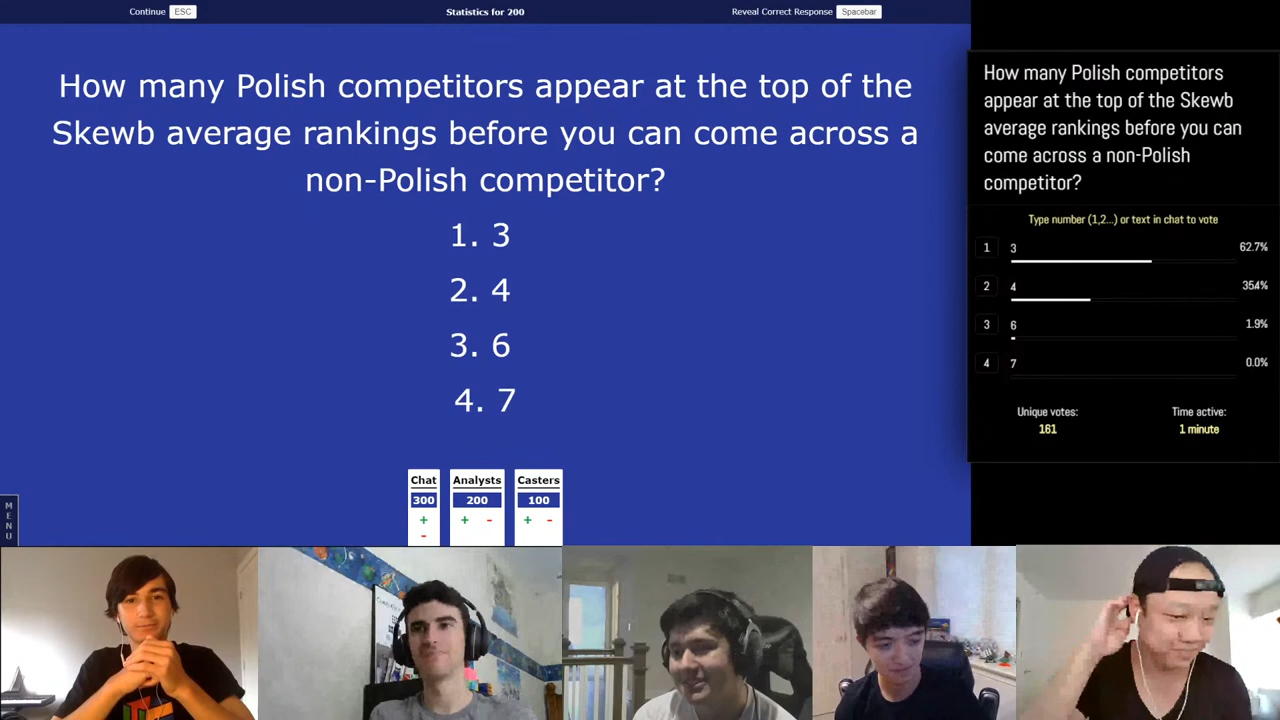 Continue ESC
Statistics for 200
Reveal Correct Response Spacebar
How many Polish competitors appear at the top of the
Skewb average rankings before you can come across a
non-Polish competitor?
1. 3
2. 4
3. 6
4. 7
Chat
300
+
-
Analysts
200
+ -
Casters
100
+ -
MENU
How many Polish competitors
appear at the top of the Skewb
average rankings before you can
come across a non-Polish
competitor?
Type number (1,2...) or text in chat to vote
1 3 62.7%
2 4 35.4%
3 6 1.9%
4 7 0.0%
Unique votes: Time active:
161 1 minute